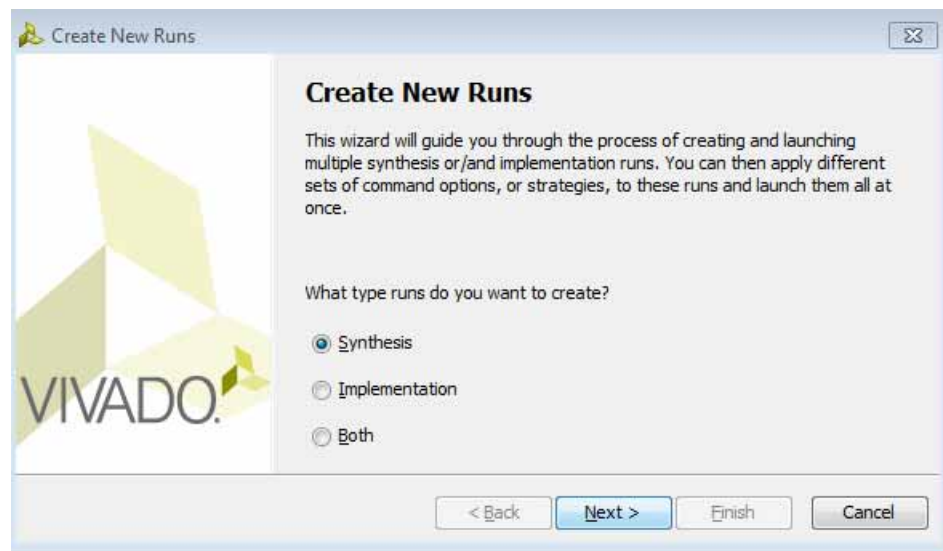 Create New Runs
Create New Runs
This wizard will guide you through the process of creating and launching
multiple synthesis or/and implementation runs. You can then apply different
sets of command options, or strategies, to these runs and launch them all at
once.
What type runs do you want to create?
Synthesis
Implementation
Both
VIVADO.
< Back Next > Finish Cancel